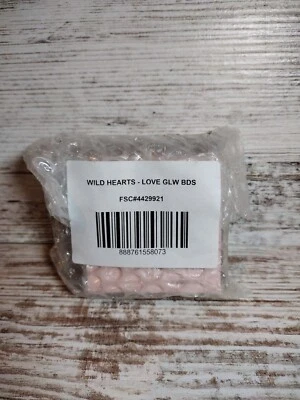 WILD HEARTS - LOVE GLW BDS
FSC#4429921
888761558073